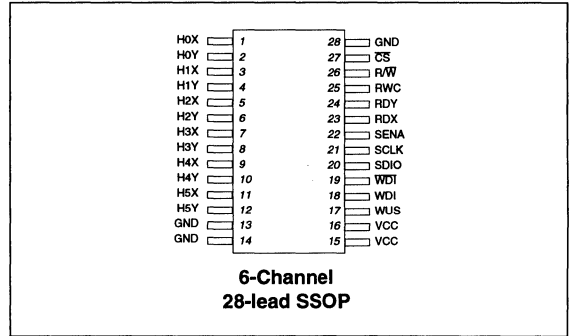 H0X 1 28 GND
H0Y 2 27 C̅S̅
H1X 3 26 R/W̅
H1Y 4 25 RWC
H2X 5 24 RDY
H2Y 6 23 RDX
H3X 7 22 SENA
H3Y 8 21 SCLK
H4X 9 20 SDIO
H4Y 10 19 W̅D̅I̅
H5X 11 18 WDI
H5Y 12 17 WUS
GND 13 16 VCC
GND 14 15 VCC
6-Channel
28-lead SSOP